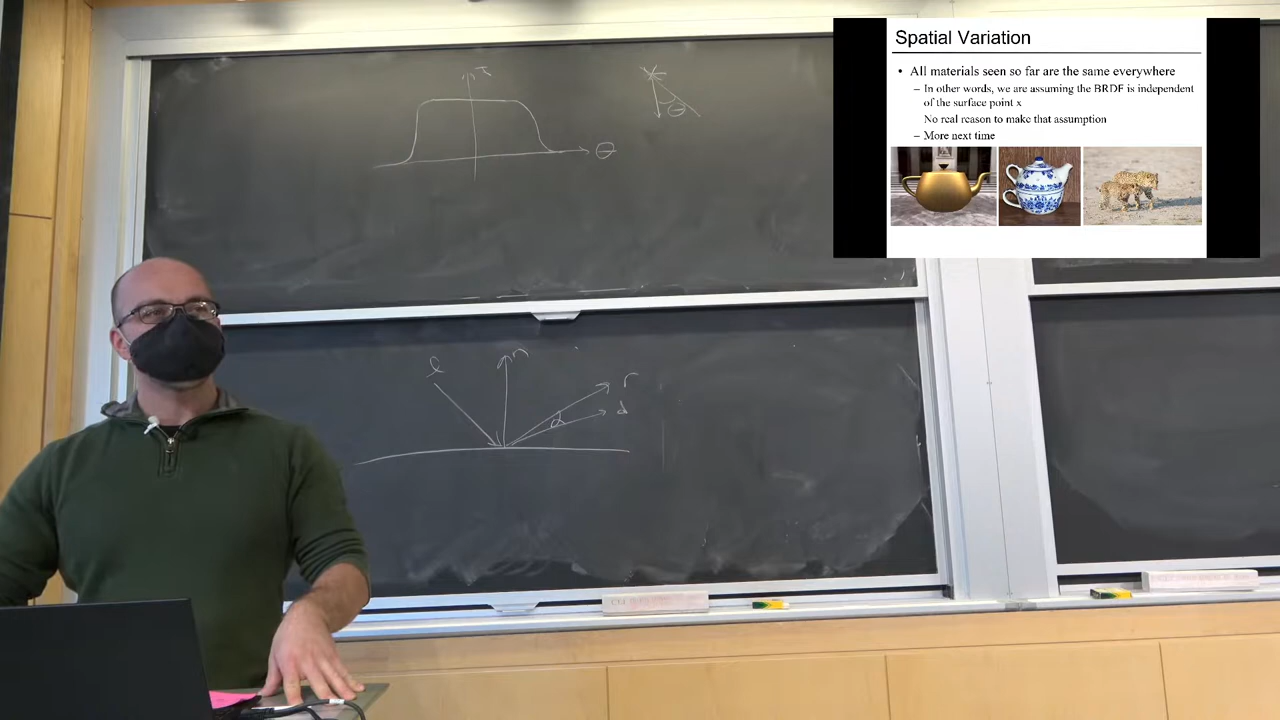 Spatial Variation
• All materials seen so far are the same everywhere
– In other words, we are assuming the BRDF is independent
of the surface point x
No real reason to make that assumption
– More next time
I
θ
θ
l
n
r
α
d